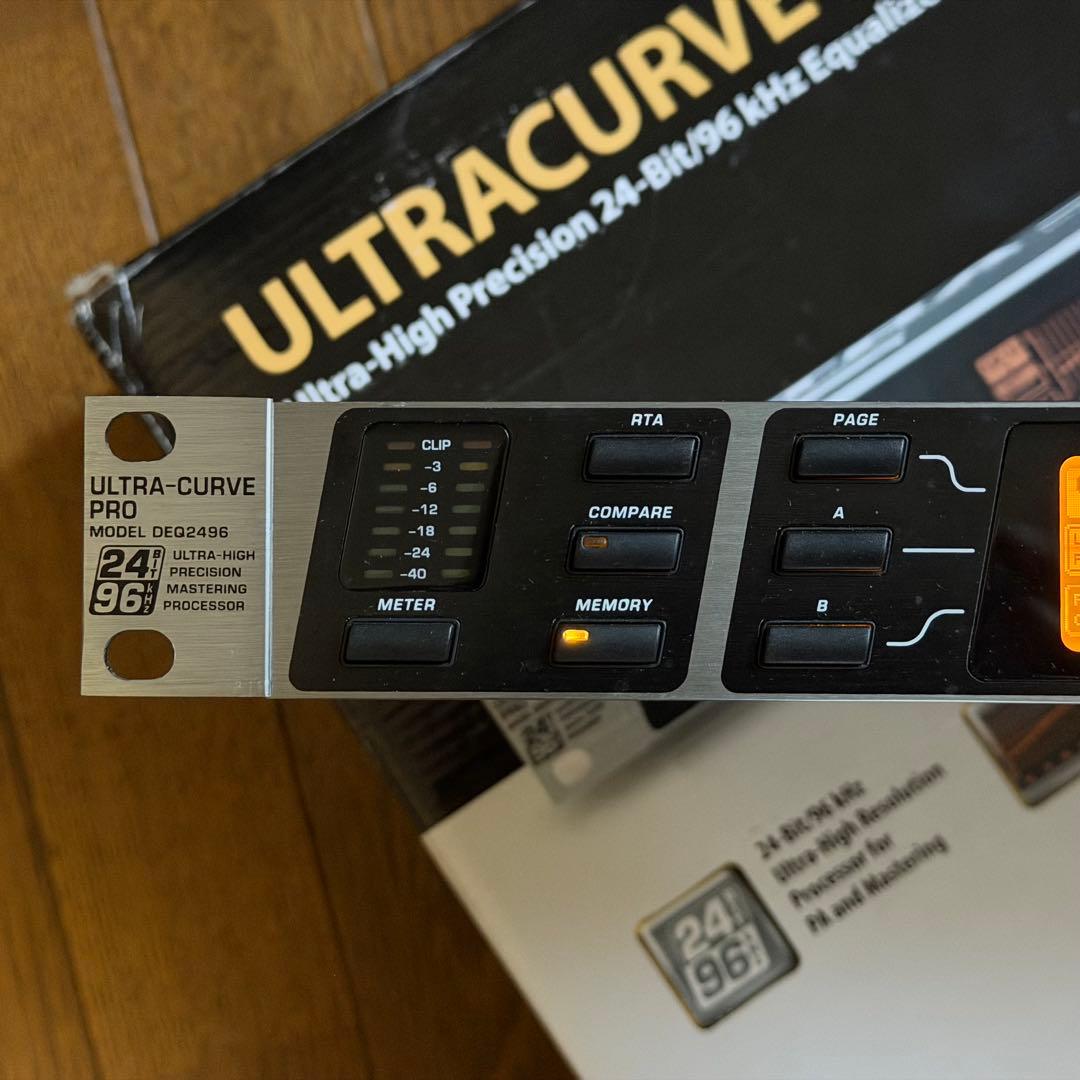 ULTRACURVE
Ultra-High Precision 24-Bit/96 kHz Equalize
ULTRA-CURVE
PRO
MODEL DEQ2496
24 BIT
96 kHz
ULTRA-HIGH
PRECISION
MASTERING
PROCESSOR
CLIP
-3
-6
-12
-18
-24
-40
METER
RTA
COMPARE
MEMORY
PAGE
A
B
24-Bit/96 kHz
Ultra-High Resolution
Processor for
PA and Mastering
24
96